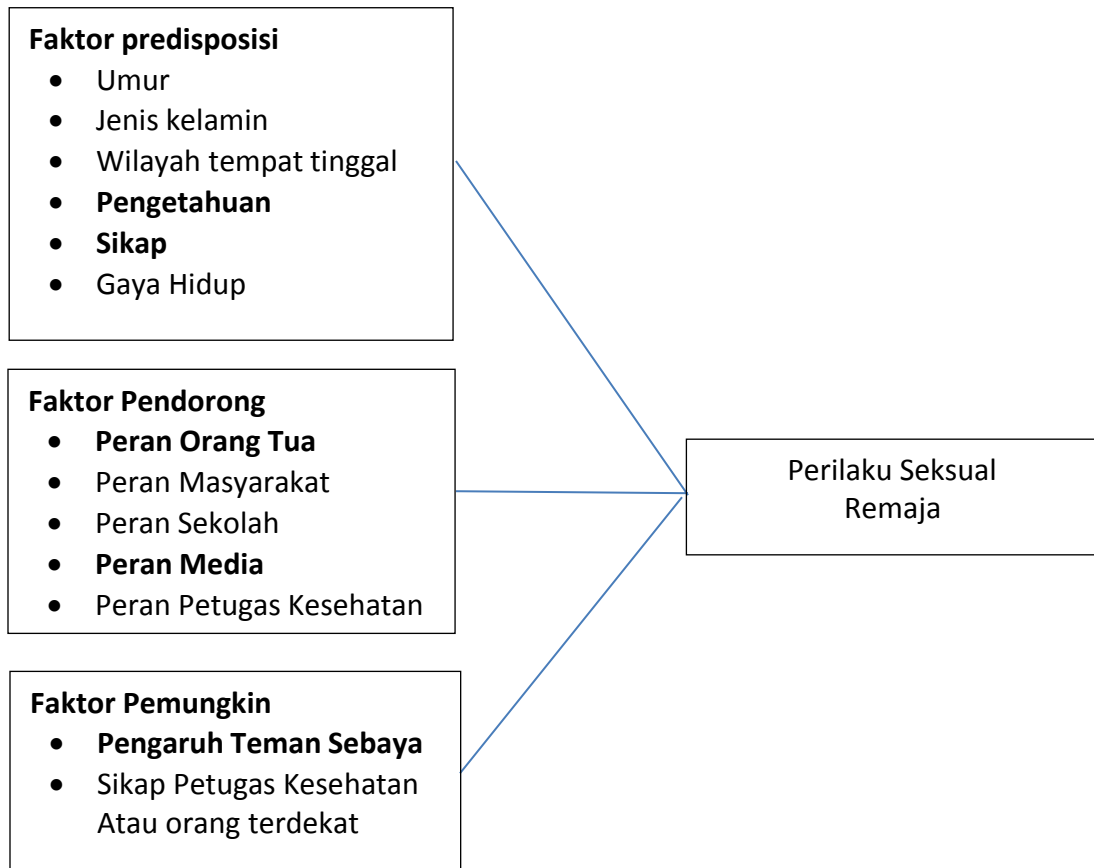 Faktor predisposisi
• Umur
• Jenis kelamin
• Wilayah tempat tinggal
• Pengetahuan
• Sikap
• Gaya Hidup
Faktor Pendorong
• Peran Orang Tua
• Peran Masyarakat
• Peran Sekolah
• Peran Media
• Peran Petugas Kesehatan
Faktor Pemungkin
• Pengaruh Teman Sebaya
• Sikap Petugas Kesehatan
Atau orang terdekat
Perilaku Seksual
Remaja